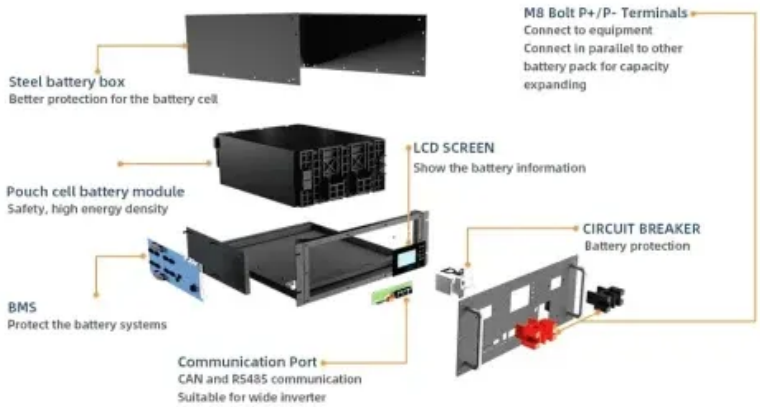 M8 Bolt P+/P- Terminals
Connect to equipment
Connect in parallel to other
battery pack for capacity
expanding
Steel battery box
Better protection for the battery cell
LCD SCREEN
Show the battery information
Pouch cell battery module
Safety, high energy density
CIRCUIT BREAKER
Battery protection
BMS
Protect the battery systems
Communication Port
CAN and RS485 communication
Suitable for wide inverter